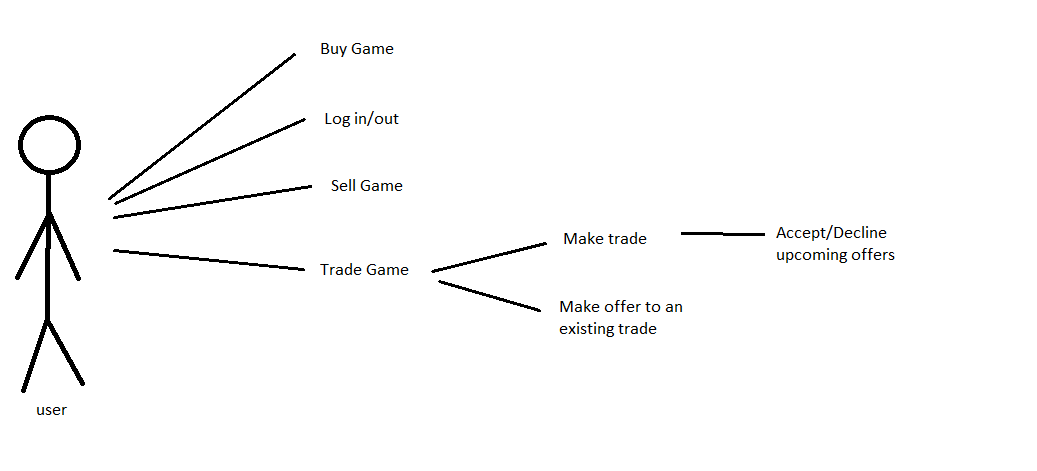 Buy Game
Log in/out
Sell Game
Trade Game
Make trade
Accept/Decline
upcoming offers
Make offer to an
existing trade
user